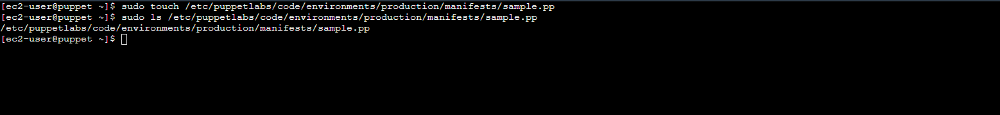 [ec2-user@puppet ~]$ sudo touch /etc/puppetlabs/code/environments/production/manifests/sample.pp
[ec2-user@puppet ~]$ sudo ls /etc/puppetlabs/code/environments/production/manifests/sample.pp
/etc/puppetlabs/code/environments/production/manifests/sample.pp
[ec2-user@puppet ~]$